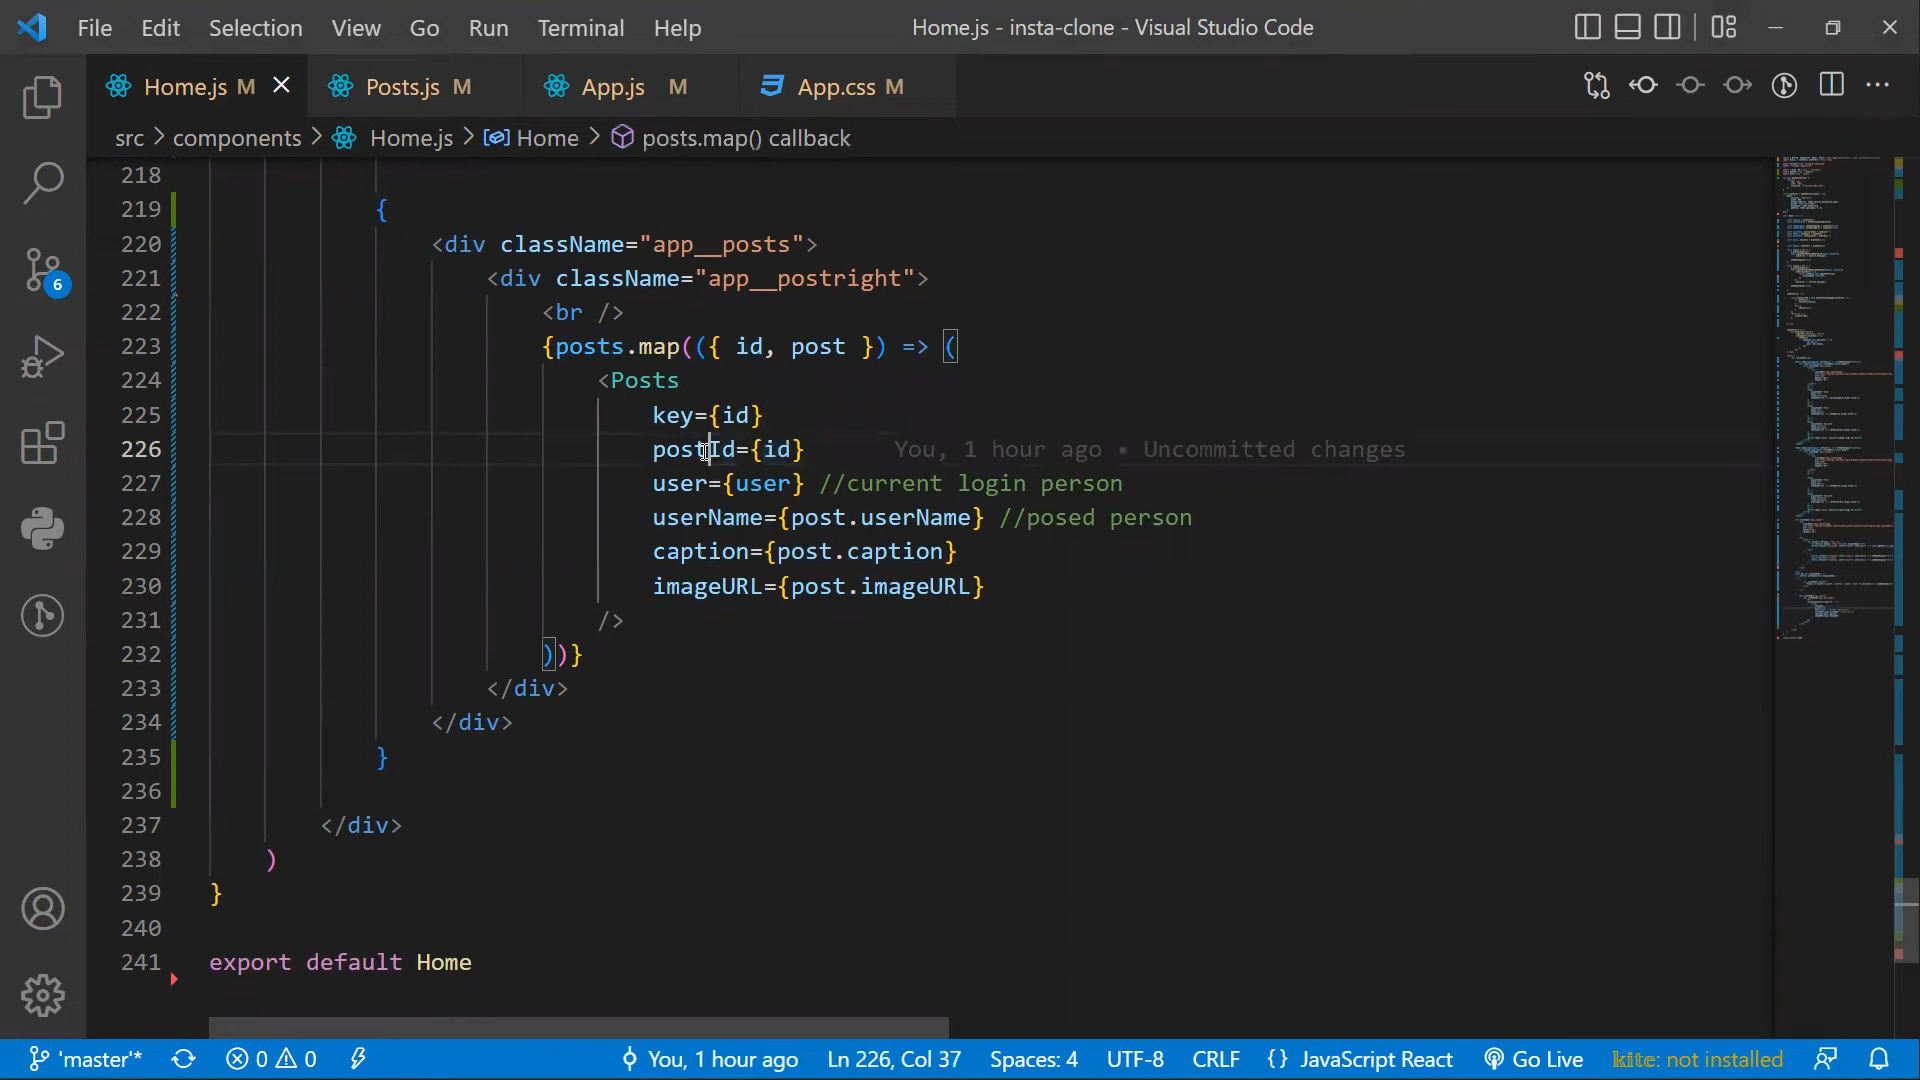 File Edit Selection View Go Run Terminal Help Home.js - insta-clone - Visual Studio Code
Home.js M Posts.js M App.js M App.css M
src > components > Home.js > Home > posts.map() callback
218
219 {
220 <div className="app__posts">
221 <div className="app__postright">
222 <br />
223 {posts.map(({ id, post }) => (
224 <Posts
225 key={id}
226 postId={id} You, 1 hour ago • Uncommitted changes
227 user={user} //current login person
228 userName={post.userName} //posed person
229 caption={post.caption}
230 imageURL={post.imageURL}
231 />
232 ))}
233 </div>
234 </div>
235 }
236
237 </div>
238 )
239 }
240
241 export default Home
6
'master'* 0 0 You, 1 hour ago Ln 226, Col 37 Spaces: 4 UTF-8 CRLF {} JavaScript React Go Live kite: not installed